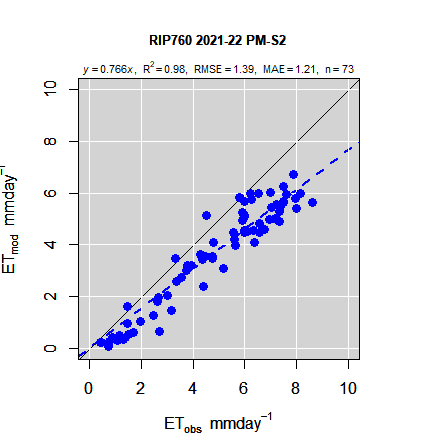 RIP760 2021-22 PM-S2
y = 0.766x, R² = 0.98, RMSE = 1.39, MAE = 1.21, n = 73
10
8
6
4
2
0
ETmod mmday⁻¹
0 2 4 6 8 10
ETobs mmday⁻¹